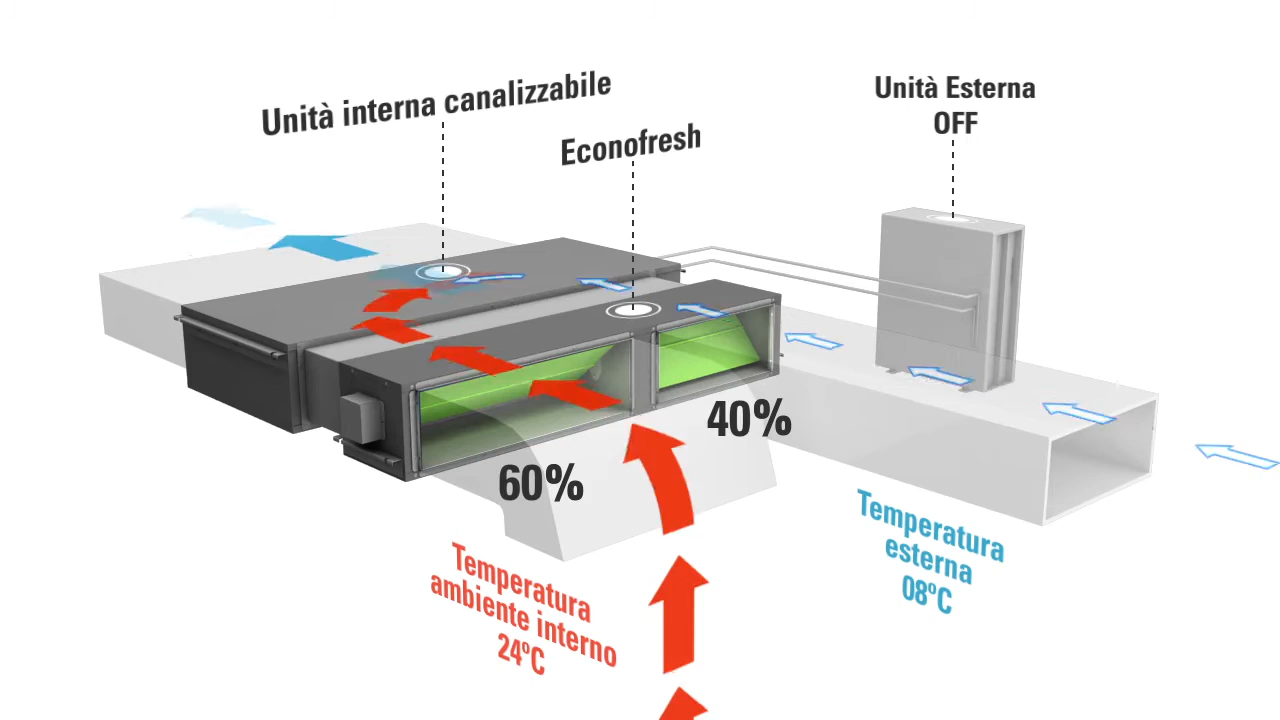 Unità interna canalizzabile
Econofresh
Unità Esterna
OFF
40%
60%
Temperatura
esterna
08ºC
Temperatura
ambiente interno
24ºC